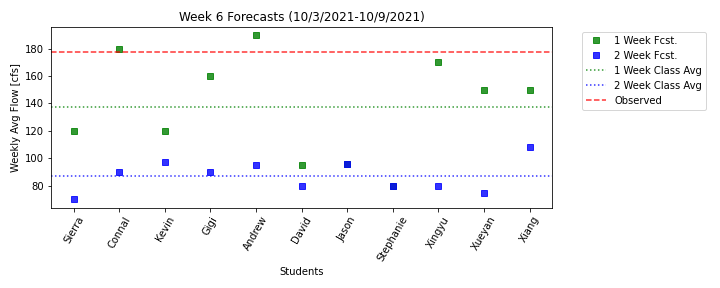 Week 6 Forecasts (10/3/2021-10/9/2021)
Weekly Avg Flow [cfs]
180
160
140
120
100
80
Sierra
Connal
Kevin
Gigi
Andrew
David
Jason
Stephanie
Xingyu
Xueyan
Xiang
Students
1 Week Fcst.
2 Week Fcst.
1 Week Class Avg
2 Week Class Avg
Observed